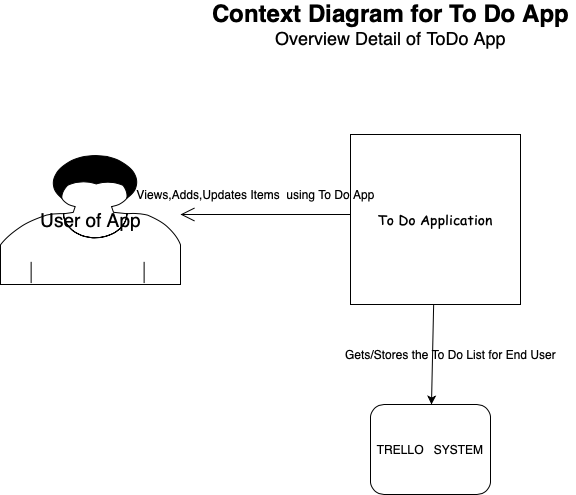 Context Diagram for To Do App
Overview Detail of ToDo App
Views,Adds,Updates Items  using To Do App
User of App
To Do Application
Gets/Stores the To Do List for End User
TRELLO   SYSTEM